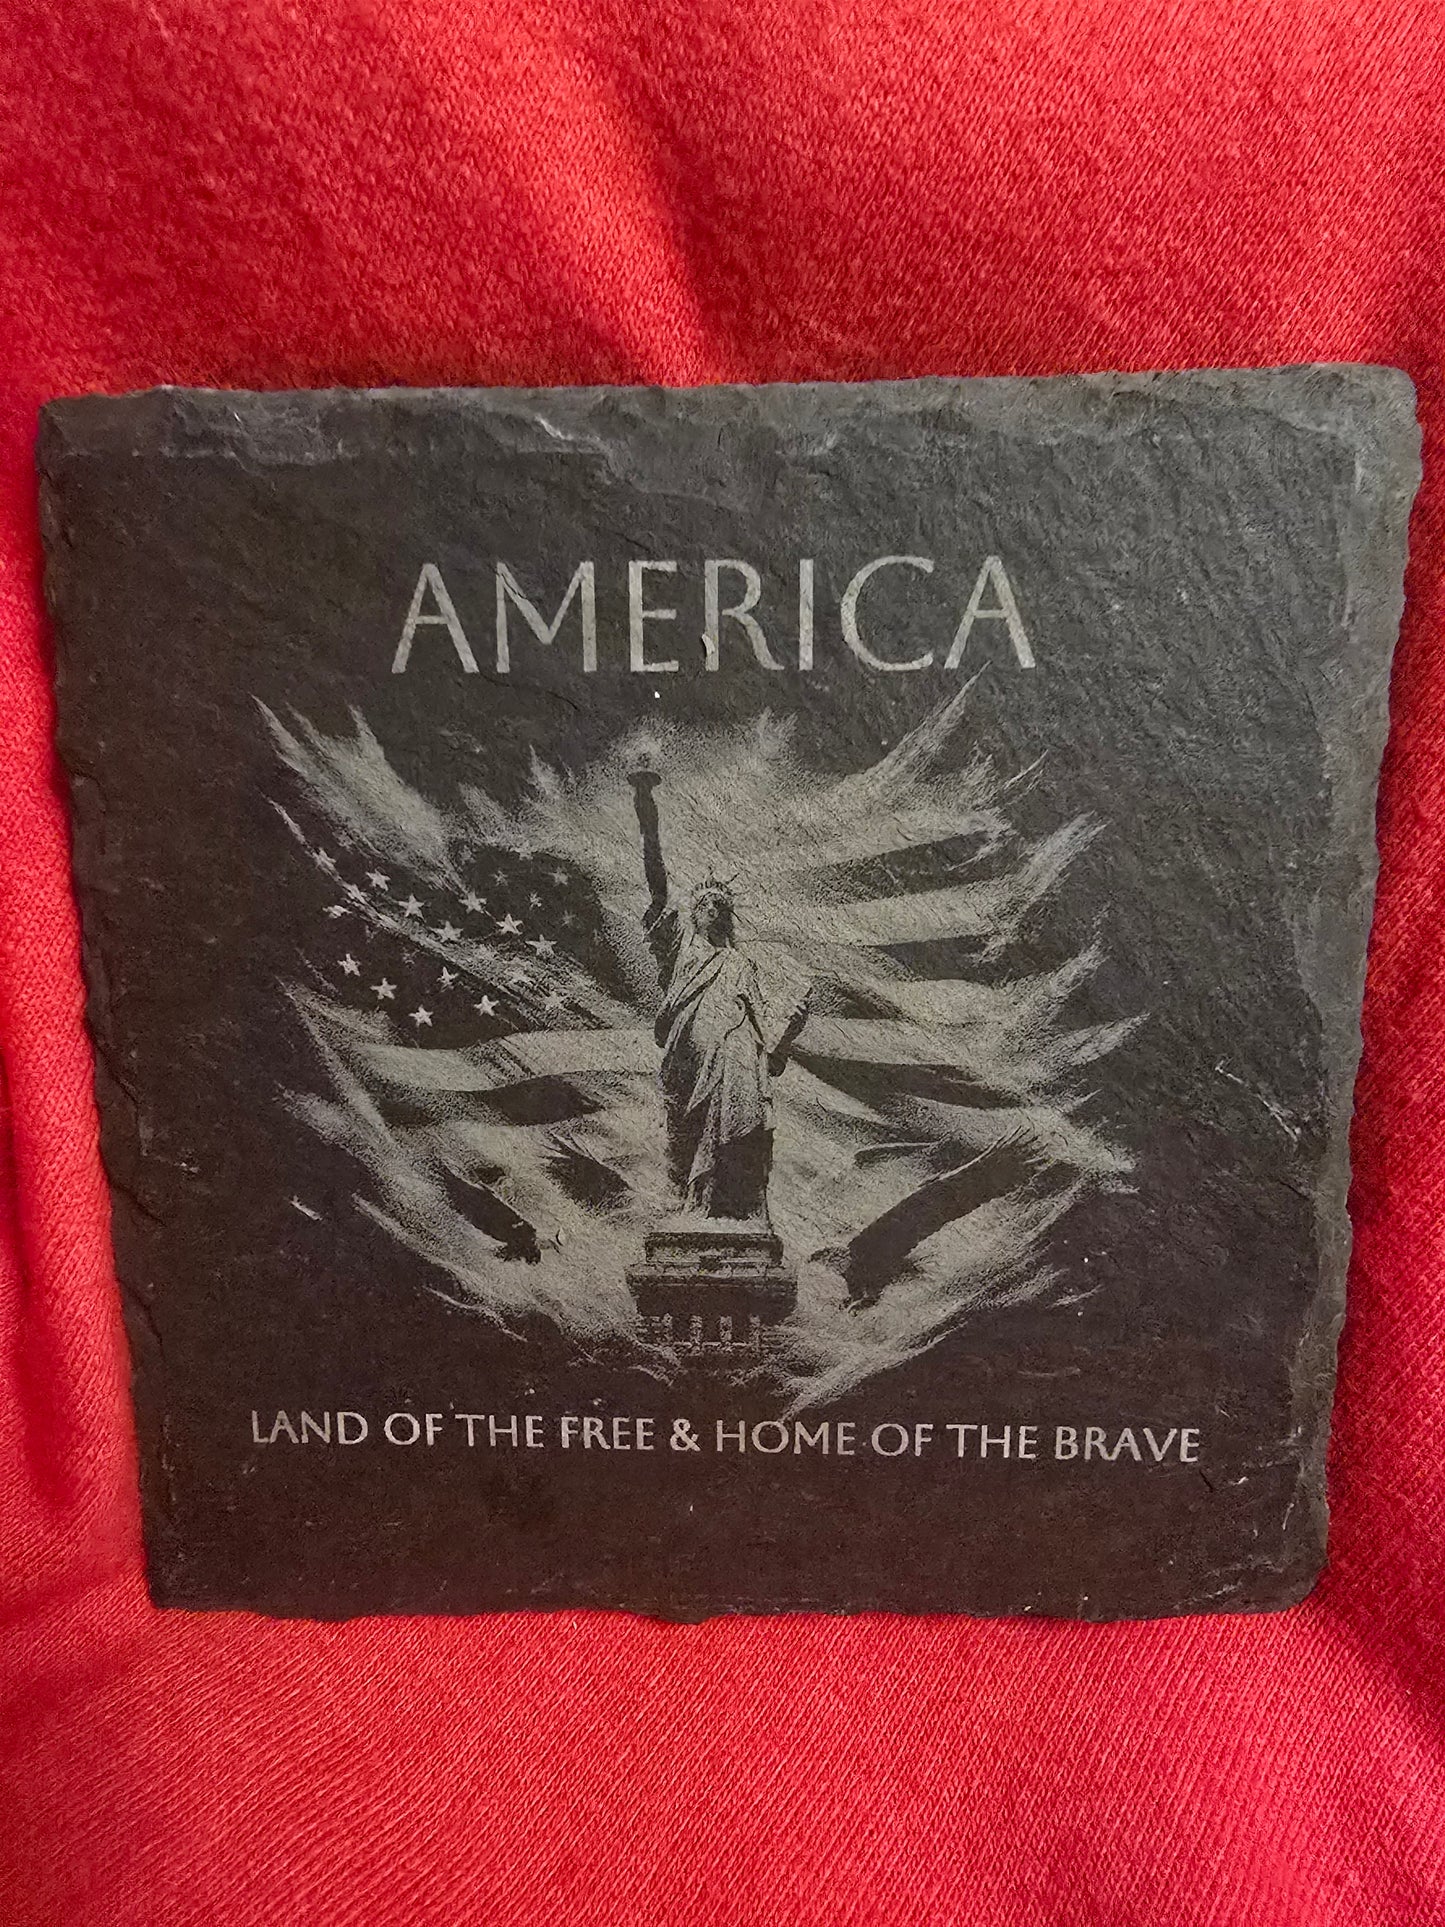 AMERICA
LAND OF THE FREE & HOME OF THE BRAVE